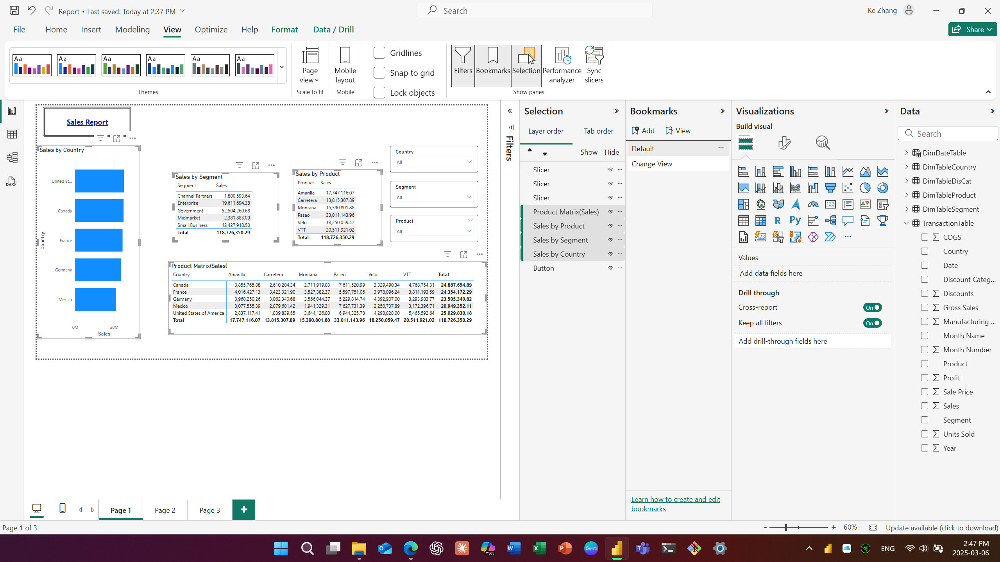 Report • Last saved: Today at 2:37 PM
Search
Ke Zhang
File Home Insert Modeling View Optimize Help Format Data / Drill
Share
Aa Aa Aa Aa Aa Aa
Themes
Page view
Scale to fit
Mobile layout
Mobile
Gridlines
Snap to grid
Lock objects
Filters
Bookmarks
Selection
Performance analyzer
Sync slicers
Show panes
DAX
Sales Report
Sales by Country
Country
United St...
Canada
France
Germany
Mexico
0M 20M
Sales
Sales by Segment
Segment Sales
Channel Partners 1,800,593.64
Enterprise 19,611,694.38
Government 52,504,260.68
Midmarket 2,381,883.09
Small Business 42,427,918.50
Total 118,726,350.29
Sales by Product
Product Sales
Amarilla 17,747,116.07
Carretera 13,815,307.89
Montana 15,390,801.88
Paseo 33,011,143.96
Velo 18,250,059.47
VTT 20,511,921.02
Total 118,726,350.29
Country
All
Segment
All
Product
All
Product Matrix(Sales)
Country Amarilla Carretera Montana Paseo Velo VTT Total
Canada 3,855,765.88 2,610,204.34 2,711,919.03 7,611,520.99 3,329,490.34 4,768,754.31 24,887,654.89
France 4,016,427.13 3,423,321.90 3,527,382.37 5,597,751.06 3,978,096.24 3,811,193.59 24,354,172.29
Germany 3,960,250.26 3,062,340.68 3,566,044.37 5,229,814.74 4,392,907.00 3,293,983.77 23,505,340.82
Mexico 3,077,555.39 2,879,601.42 1,941,329.31 7,627,731.39 2,250,737.89 3,172,396.71 20,949,352.11
United States of America 2,837,117.41 1,839,839.55 3,644,126.80 6,944,325.78 4,298,828.00 5,465,592.64 25,029,830.18
Total 17,747,116.07 13,815,307.89 15,390,801.88 33,011,143.96 18,250,059.47 20,511,921.02 118,726,350.29
Filters
Selection
Layer order Tab order
Show Hide
Slicer
Slicer
Slicer
Product Matrix(Sales)
Sales by Product
Sales by Segment
Sales by Country
Button
Bookmarks
Add View
Default
Change View
Learn how to create and edit
bookmarks
Visualizations
Build visual
123
R Py
123
Values
Add data fields here
Drill through
Cross-report On
Keep all filters On
Add drill-through fields here
Data
Search
DimDateTable
DimTableCountry
DimTableDisCat
DimTableProduct
DimTableSegment
TransactionTable
COGS
Country
Date
Discount Categ...
Discounts
Gross Sales
Manufacturing ...
Month Name
Month Number
Product
Profit
Sale Price
Sales
Segment
Units Sold
Year
Page 1 Page 2 Page 3
Page 1 of 3
60%
Update available (click to download)
M365
Canva
ENG
2:47 PM
2025-03-06